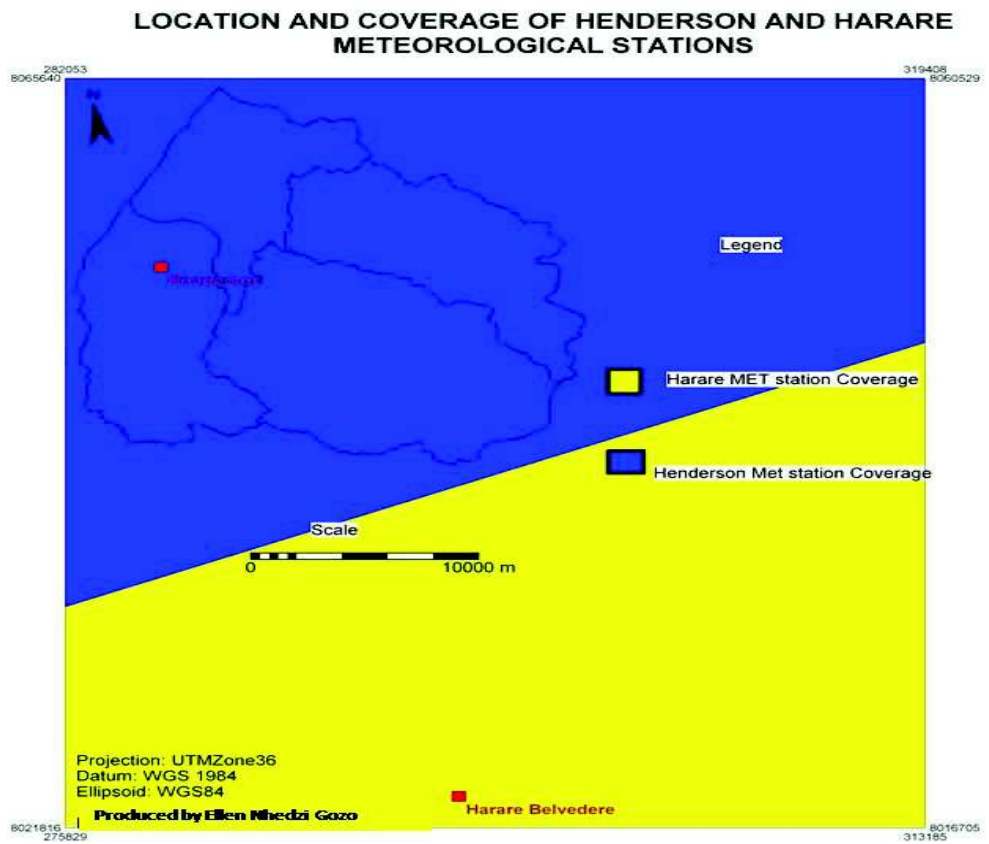 LOCATION AND COVERAGE OF HENDERSON AND HARARE
METEOROLOGICAL STATIONS
282053
319408
8065640
8060529
N
Legend
Harare MET station Coverage
Henderson Met station Coverage
Scale
0
10000 m
Projection: UTMZone36
Datum: WGS 1984
Ellipsoid: WGS84
Produced by Ellen Nhedzi Gozo
Harare Belvedere
8021816
8016705
275829
313185